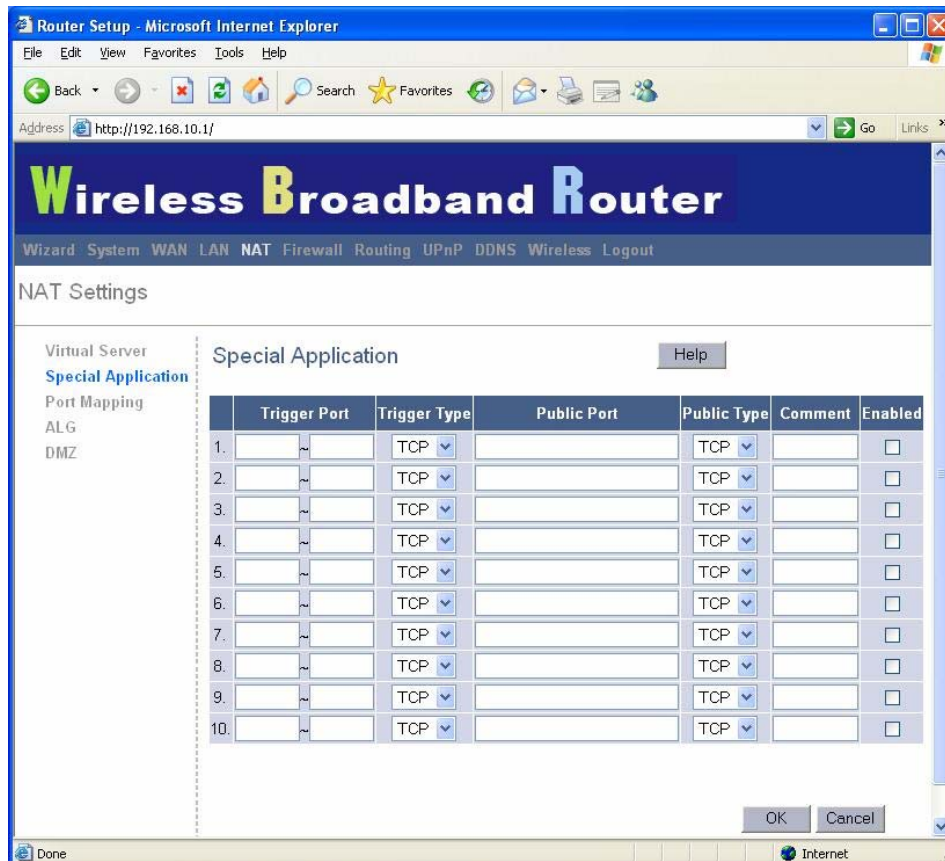 Router Setup - Microsoft Internet Explorer
File Edit View Favorites Tools Help
Back Search Favorites
Address http://192.168.10.1/ Go Links »
Wireless Broadband Router
Wizard System WAN LAN NAT Firewall Routing UPnP DDNS Wireless Logout
NAT Settings
Virtual Server
Special Application
Port Mapping
ALG
DMZ
Special Application Help
Trigger Port Trigger Type Public Port Public Type Comment Enabled
1. ~ TCP TCP
2. ~ TCP TCP
3. ~ TCP TCP
4. ~ TCP TCP
5. ~ TCP TCP
6. ~ TCP TCP
7. ~ TCP TCP
8. ~ TCP TCP
9. ~ TCP TCP
10. ~ TCP TCP
OK Cancel
Done Internet